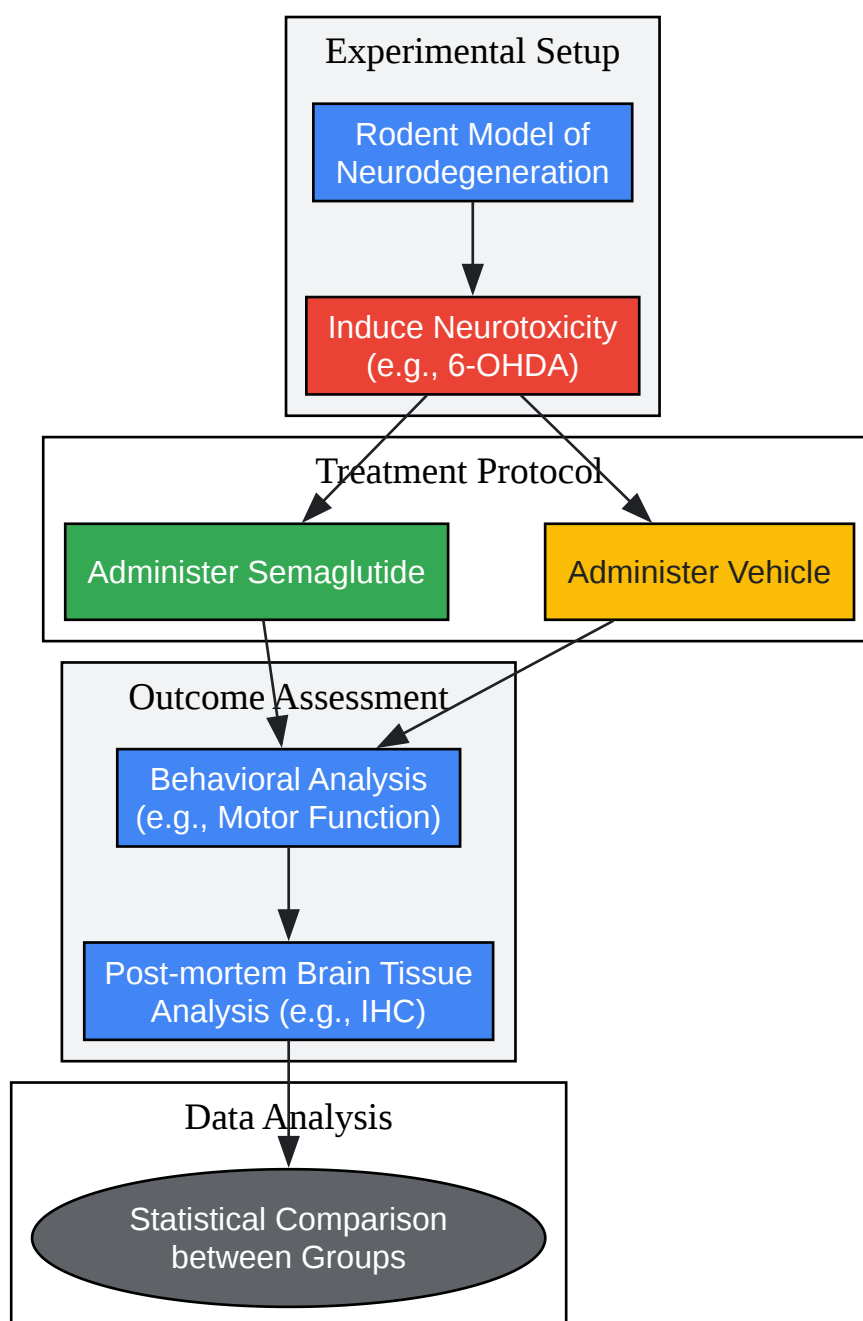 Experimental Setup
Rodent Model of
Neurodegeneration
Induce Neurotoxicity
(e.g., 6-OHDA)
Treatment Protocol
Administer Semaglutide
Administer Vehicle
Outcome Assessment
Behavioral Analysis
(e.g., Motor Function)
Post-mortem Brain Tissue
Analysis (e.g., IHC)
Data Analysis
Statistical Comparison
between Groups